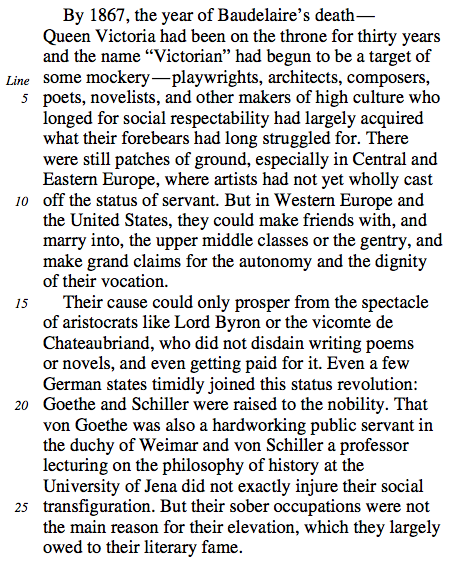 By 1867, the year of Baudelaire’s death—
Queen Victoria had been on the throne for thirty years
and the name “Victorian” had begun to be a target of
Line some mockery—playwrights, architects, composers,
5 poets, novelists, and other makers of high culture who
longed for social respectability had largely acquired
what their forebears had long struggled for. There
were still patches of ground, especially in Central and
Eastern Europe, where artists had not yet wholly cast
10 off the status of servant. But in Western Europe and
the United States, they could make friends with, and
marry into, the upper middle classes or the gentry, and
make grand claims for the autonomy and the dignity
of their vocation.
15 Their cause could only prosper from the spectacle
of aristocrats like Lord Byron or the vicomte de
Chateaubriand, who did not disdain writing poems
or novels, and even getting paid for it. Even a few
German states timidly joined this status revolution:
20 Goethe and Schiller were raised to the nobility. That
von Goethe was also a hardworking public servant in
the duchy of Weimar and von Schiller a professor
lecturing on the philosophy of history at the
University of Jena did not exactly injure their social
25 transfiguration. But their sober occupations were not
the main reason for their elevation, which they largely
owed to their literary fame.